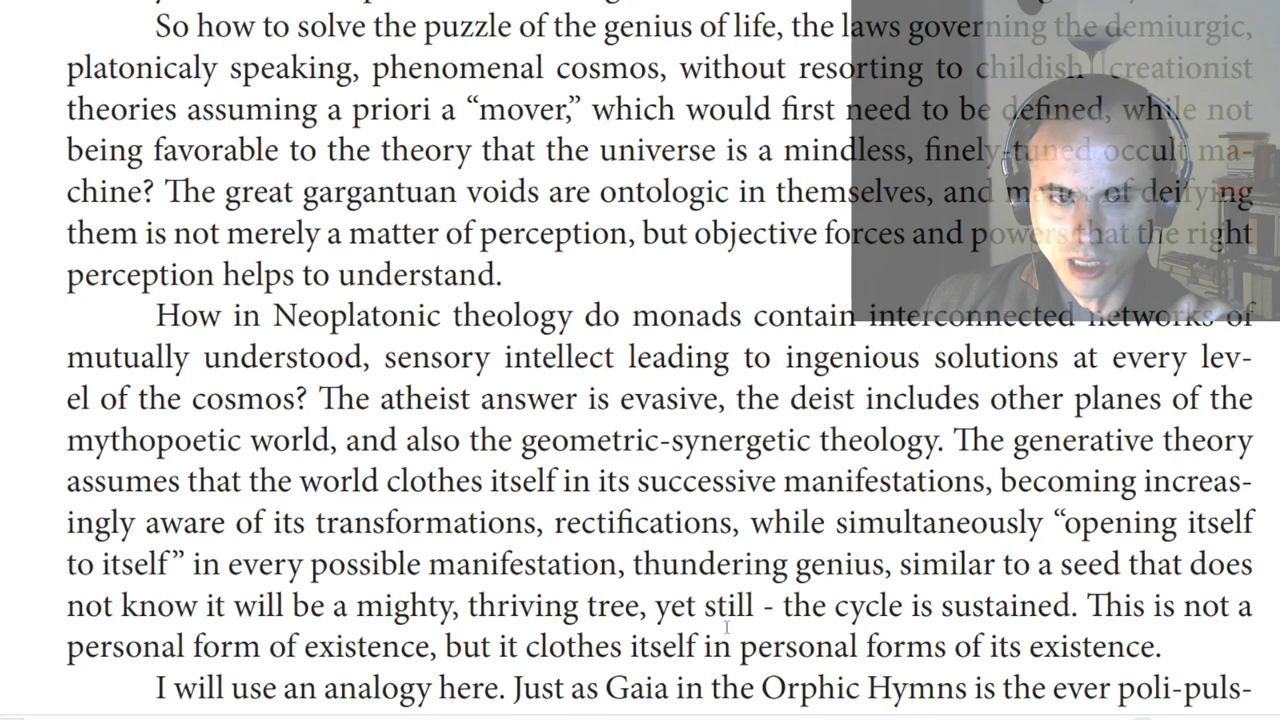 So how to solve the puzzle of the genius of life, the laws governing the demiurgic,
platonicaly speaking, phenomenal cosmos, without resorting to childish creationist
theories assuming a priori a “mover,” which would first need to be defined, while not
being favorable to the theory that the universe is a mindless, finely-tuned occult ma-
chine? The great gargantuan voids are ontologic in themselves, and of deifying
them is not merely a matter of perception, but objective forces and powers that the right
perception helps to understand.
How in Neoplatonic theology do monads contain interconnected networks of
mutually understood, sensory intellect leading to ingenious solutions at every lev-
el of the cosmos? The atheist answer is evasive, the deist includes other planes of the
mythopoetic world, and also the geometric-synergetic theology. The generative theory
assumes that the world clothes itself in its successive manifestations, becoming increas-
ingly aware of its transformations, rectifications, while simultaneously “opening itself
to itself” in every possible manifestation, thundering genius, similar to a seed that does
not know it will be a mighty, thriving tree, yet still - the cycle is sustained. This is not a
personal form of existence, but it clothes itself in personal forms of its existence.
I will use an analogy here. Just as Gaia in the Orphic Hymns is the ever poli-puls-